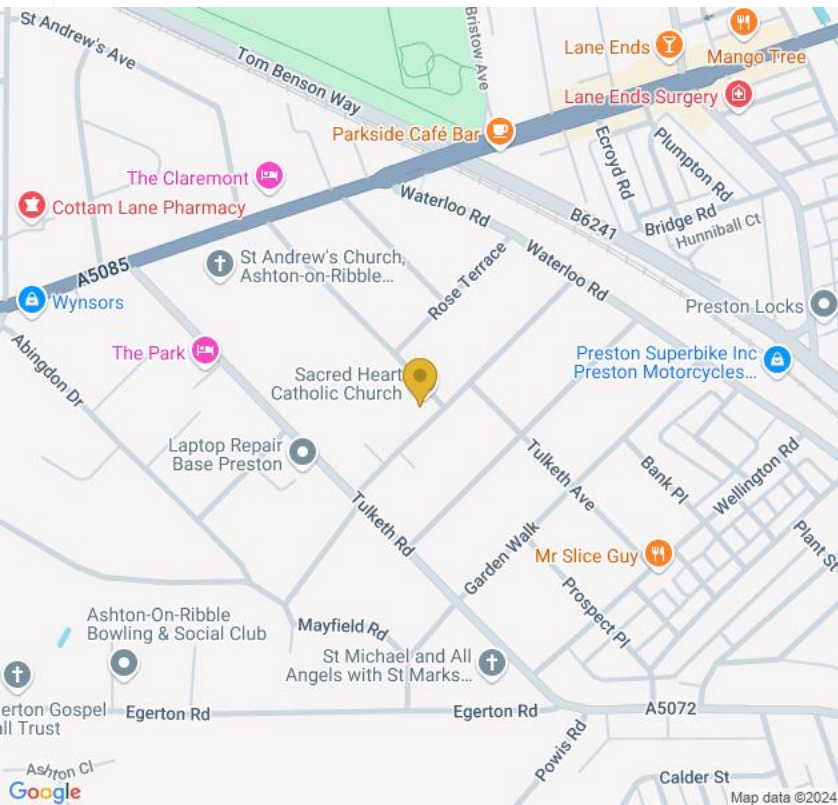 St Andrew's Ave
Tom Benson Way
Bristow Ave
Lane Ends
Mango Tree
Lane Ends Surgery
Parkside Café Bar
Ecroyd Rd
Plumpton Rd
The Claremont
Cottam Lane Pharmacy
Waterloo Rd
B6241
Bridge Rd
Hunniball Ct
A5085
St Andrew's Church,
Ashton-on-Ribble...
Rose Terrace
Waterloo Rd
Wynsors
Preston Locks
Abingdon Dr
The Park
Sacred Heart
Catholic Church
Preston Superbike Inc
Preston Motorcycles...
Laptop Repair
Base Preston
Tulketh Ave
Bank Pl
Wellington Rd
Tulketh Rd
Garden Walk
Mr Slice Guy
Plant St
Prospect Pl
Ashton-On-Ribble
Bowling & Social Club
Mayfield Rd
St Michael and All
Angels with St Marks...
erton Gospel
all Trust
Egerton Rd
Egerton Rd
A5072
Powis Rd
Ashton Cl
Calder St
Google
Map data ©2024